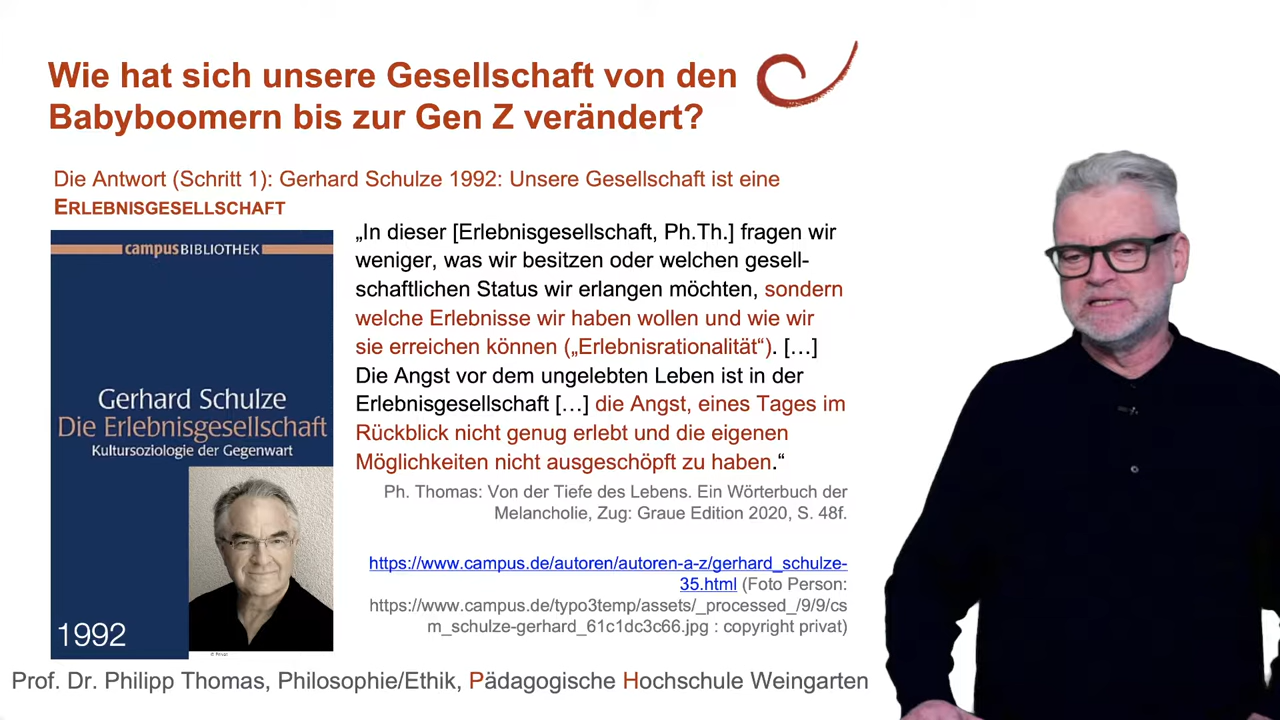 Wie hat sich unsere Gesellschaft von den
Babyboomern bis zur Gen Z verändert?
Die Antwort (Schritt 1): Gerhard Schulze 1992: Unsere Gesellschaft ist eine
ERLEBNISGESELLSCHAFT
campusBIBLIOTHEK
Gerhard Schulze
Die Erlebnisgesellschaft
Kultursoziologie der Gegenwart
1992
© Privat
„In dieser [Erlebnisgesellschaft, Ph.Th.] fragen wir
weniger, was wir besitzen oder welchen gesell-
schaftlichen Status wir erlangen möchten, sondern
welche Erlebnisse wir haben wollen und wie wir
sie erreichen können („Erlebnisrationalität“). […]
Die Angst vor dem ungelebten Leben ist in der
Erlebnisgesellschaft […] die Angst, eines Tages im
Rückblick nicht genug erlebt und die eigenen
Möglichkeiten nicht ausgeschöpft zu haben.“
Ph. Thomas: Von der Tiefe des Lebens. Ein Wörterbuch der
Melancholie, Zug: Graue Edition 2020, S. 48f.
https://www.campus.de/autoren/autoren-a-z/gerhard_schulze-
35.html (Foto Person:
https://www.campus.de/typo3temp/assets/_processed_/9/9/cs
m_schulze-gerhard_61c1dc3c66.jpg : copyright privat)
Prof. Dr. Philipp Thomas, Philosophie/Ethik, Pädagogische Hochschule Weingarten